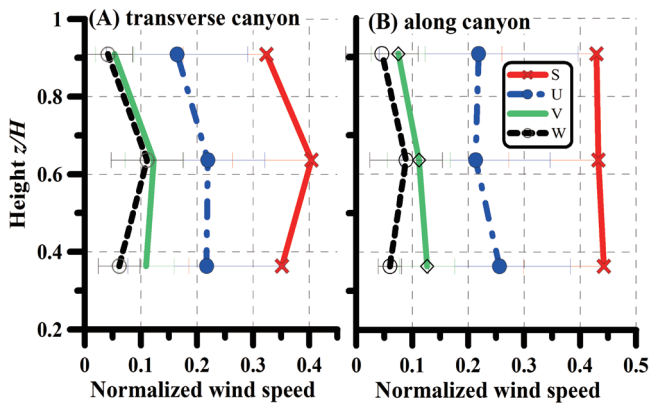 (A) transverse canyon
(B) along canyon
1
0.8
0.6
0.4
0.2
Height z/H
S
U
V
W
0 0.1 0.2 0.3 0.4
0 0.1 0.2 0.3 0.4 0.5
Normalized wind speed
Normalized wind speed